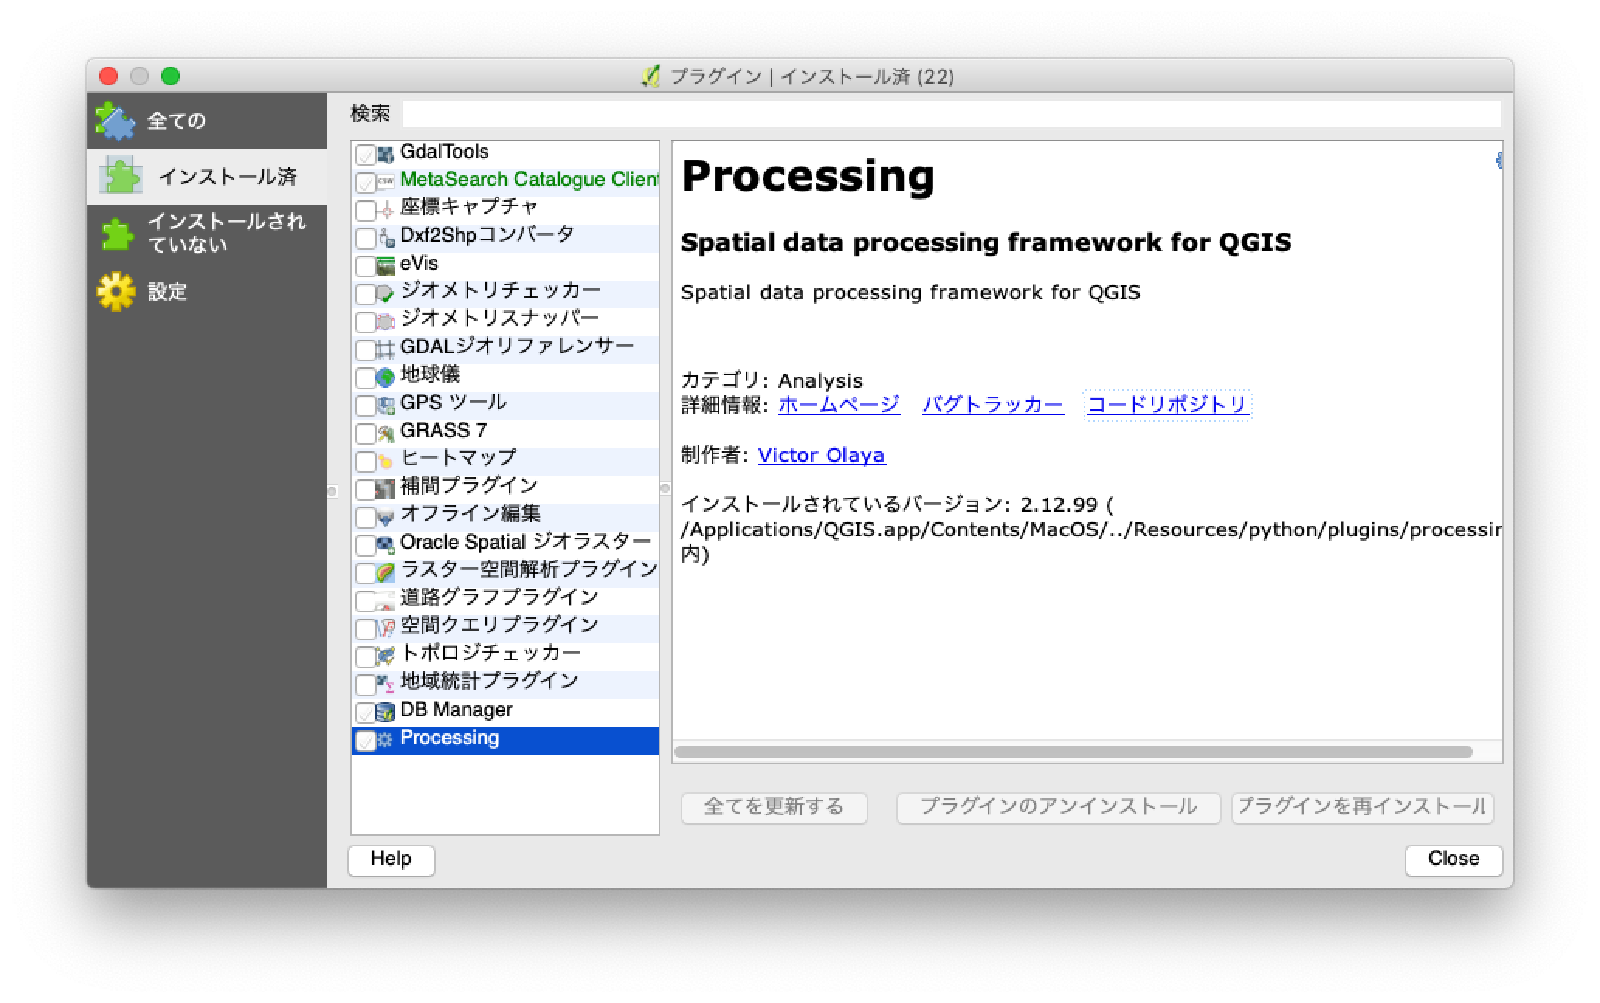 プラグイン | インストール済 (22)
全ての
インストール済
インストールされ
ていない
設定
検索
GdalTools
MetaSearch Catalogue Client
座標キャプチャ
Dxf2Shpコンバータ
eVis
ジオメトリチェッカー
ジオメトリスナッパー
GDALジオリファレンサー
地球儀
GPS ツール
GRASS 7
ヒートマップ
補間プラグイン
オフライン編集
Oracle Spatial ジオラスター
ラスター空間解析プラグイン
道路グラフプラグイン
空間クエリプラグイン
トポロジチェッカー
地域統計プラグイン
DB Manager
Processing
Processing
Spatial data processing framework for QGIS
Spatial data processing framework for QGIS
カテゴリ: Analysis
詳細情報: ホームページ バグトラッカー コードリポジトリ
制作者: Victor Olaya
インストールされているバージョン: 2.12.99 (
/Applications/QGIS.app/Contents/MacOS/../Resources/python/plugins/processin
内)
全てを更新する
プラグインのアンインストール
プラグインを再インストール
Help
Close